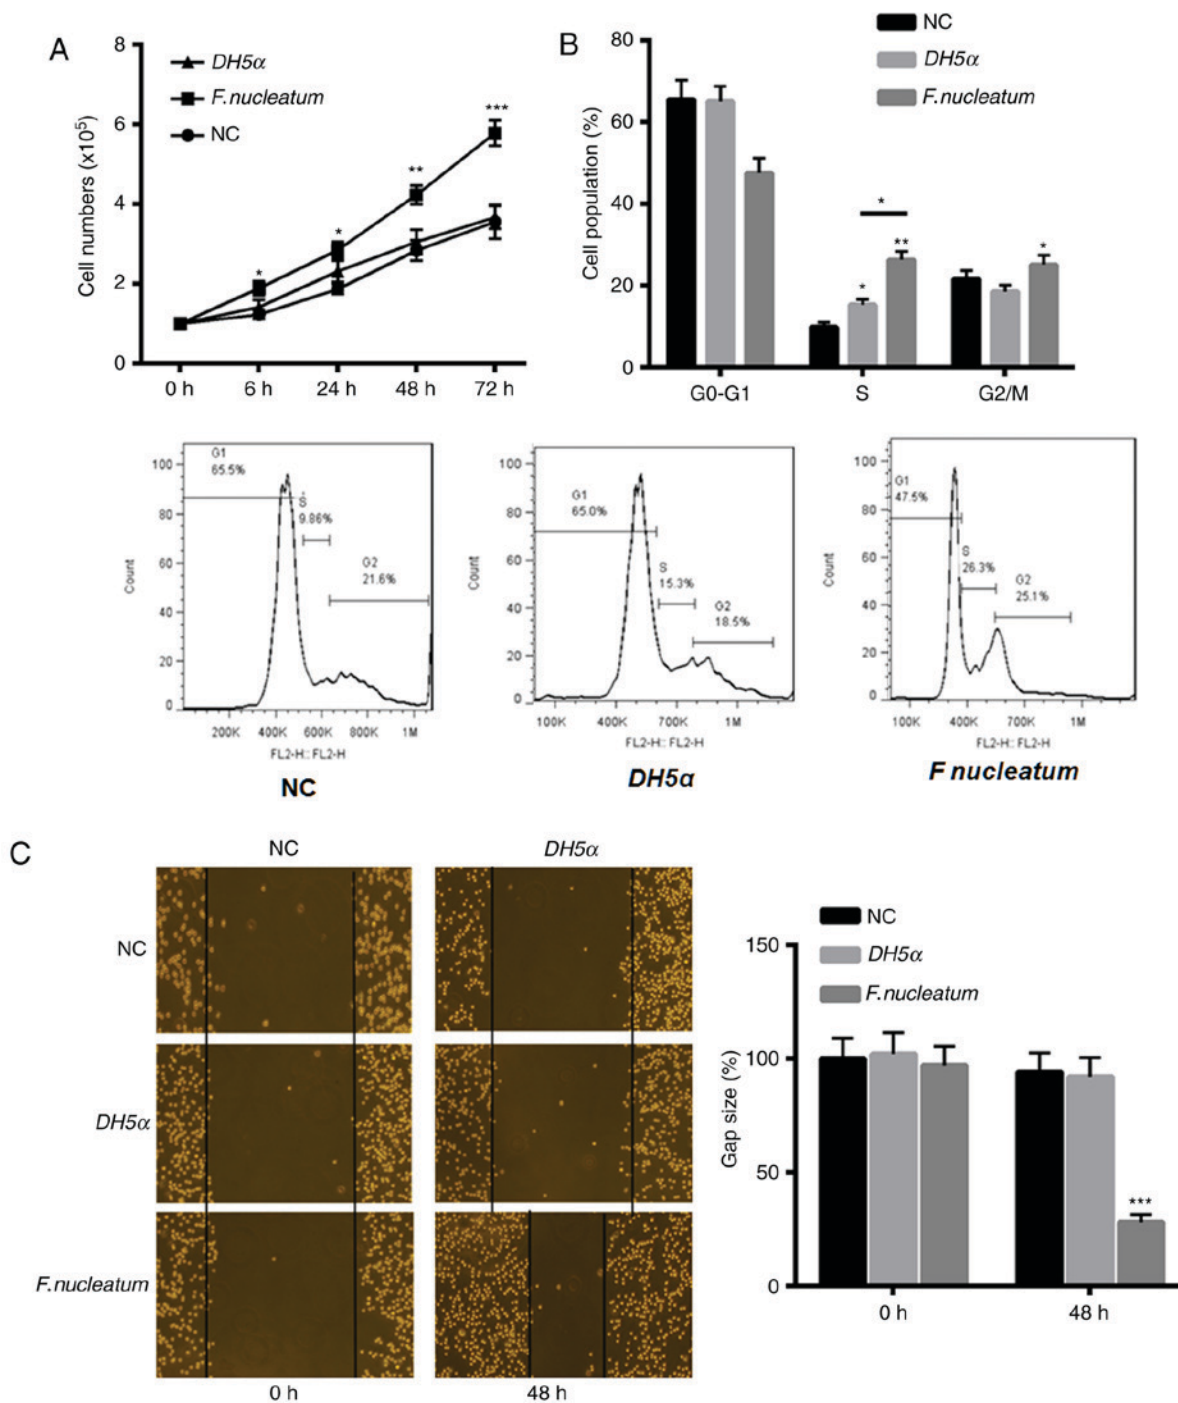 A
8
6
4
2
0
Cell numbers (x10⁵)
DH5α
F.nucleatum
NC
*
*
**
***
0 h
6 h
24 h
48 h
72 h
B
NC
DH5α
F.nucleatum
80
60
40
20
0
Cell population (%)
*
*
**
*
G0-G1
S
G2/M
100
80
60
40
20
0
Count
G1
65.5%
S
9.86%
G2
21.6%
200K
400K
600K
800K
1M
FL2-H:: FL2-H
NC
100
80
60
40
20
0
Count
G1
65.0%
S
15.3%
G2
18.5%
100K
400K
700K
1M
FL2-H:: FL2-H
DH5α
100
80
60
40
20
0
Count
G1
47.5%
S
26.3%
G2
25.1%
100K
400K
700K
1M
FL2-H:: FL2-H
F nucleatum
C
NC
DH5α
NC
DH5α
F.nucleatum
0 h
48 h
NC
DH5α
F.nucleatum
150
100
50
0
Gap size (%)
***
0 h
48 h